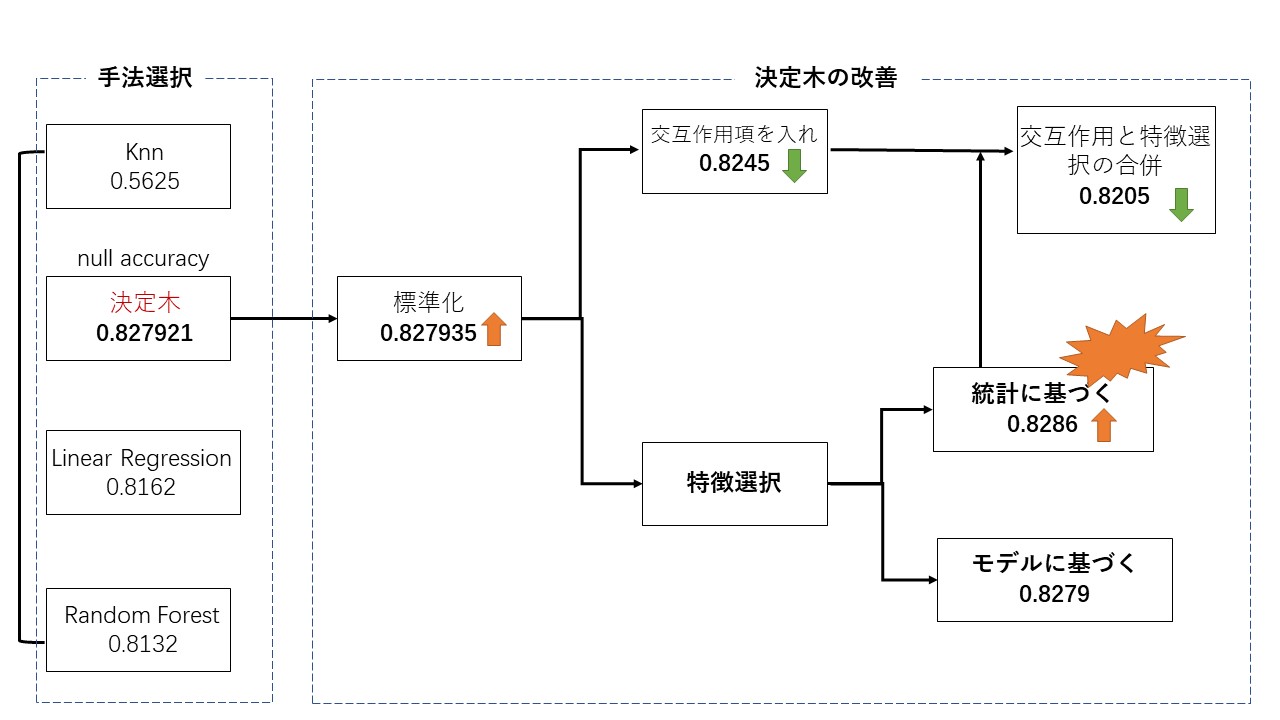 手法選択
Knn
0.5625
null accuracy
決定木
0.827921
Linear Regression
0.8162
Random Forest
0.8132
決定木の改善
標準化
0.827935
交互作用項を入れ
0.8245
特徴選択
交互作用と特徴選
択の合併
0.8205
統計に基づく
0.8286
モデルに基づく
0.8279